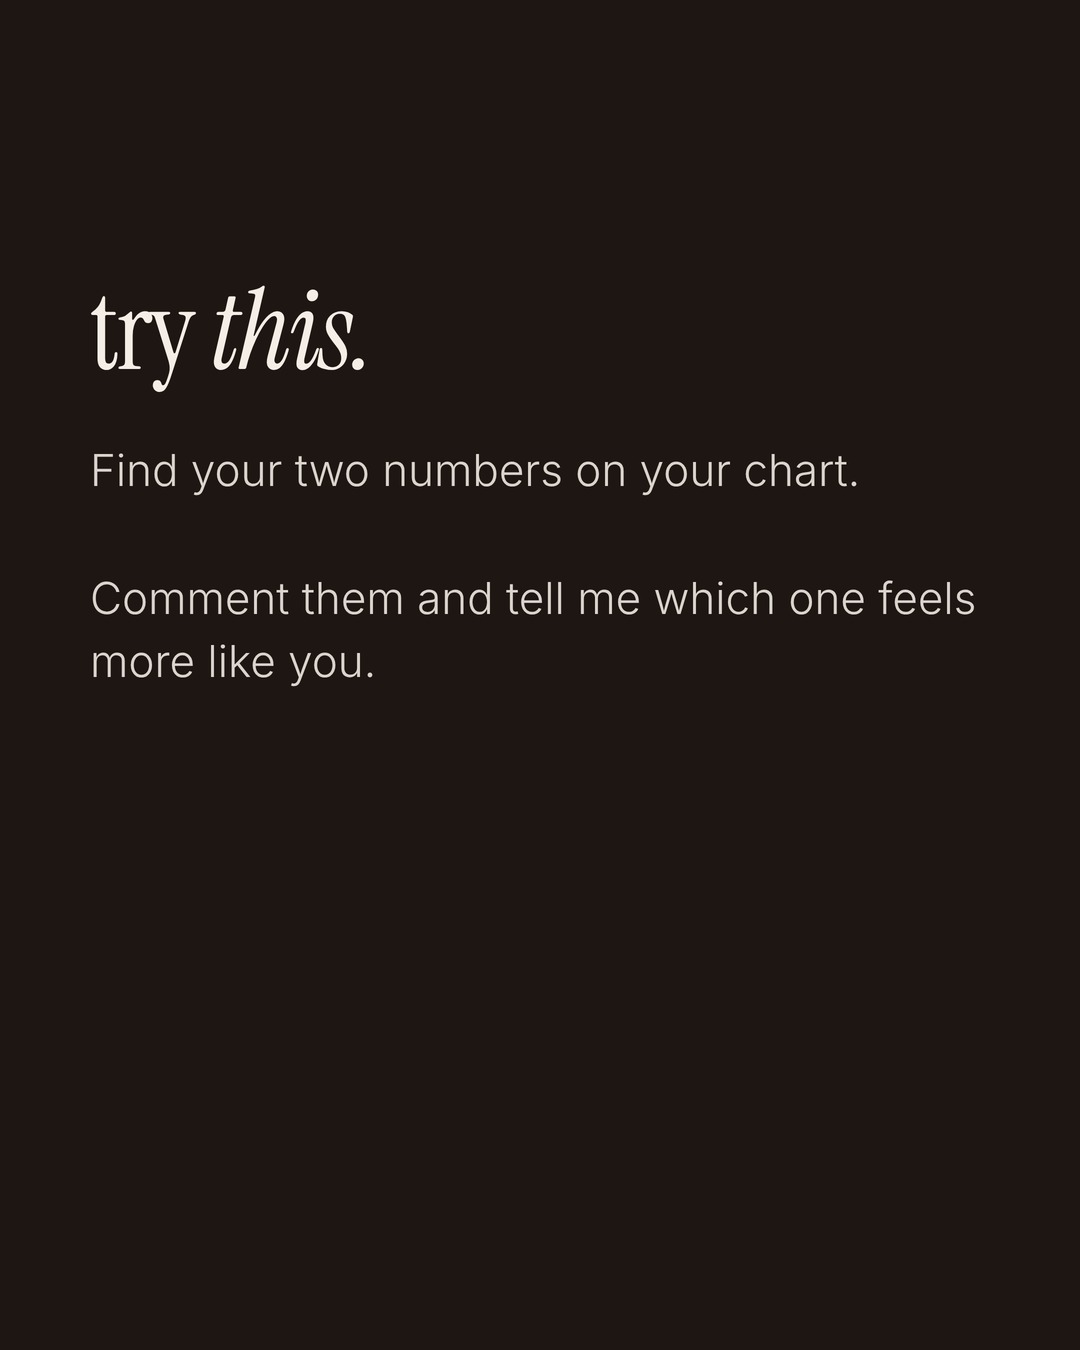 try this.
Find your two numbers on your chart.
Comment them and tell me which one feels
more like you.